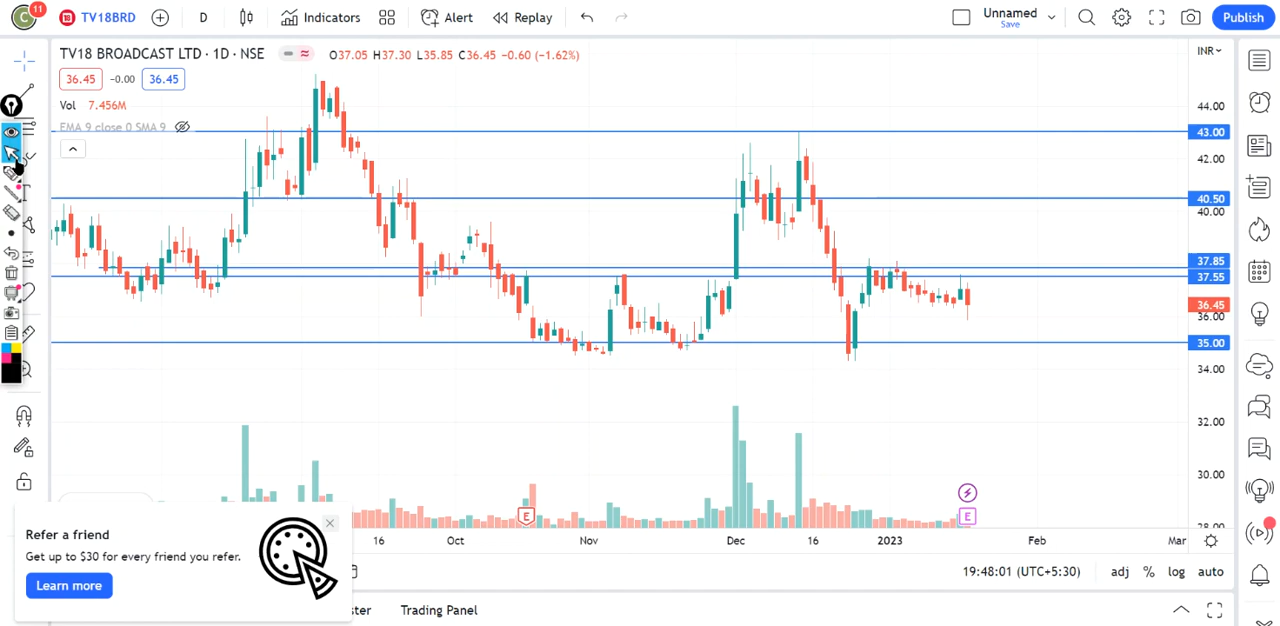 C 11 TV18BRD D Indicators Alert Replay Unnamed Save Publish
TV18 BROADCAST LTD · 1D · NSE O37.05 H37.30 L35.85 C36.45 −0.60 (−1.62%) INR
36.45 −0.00 36.45
Vol 7.456M
EMA 9 close 0 SMA 9
44.00
43.00
42.00
40.50
40.00
37.85
37.55
36.45
36.00
35.00
34.00
32.00
30.00
28.00
E E
16 Oct Nov Dec 16 2023 Feb Mar
19:48:01 (UTC+5:30) adj % log auto
Refer a friend
Get up to $30 for every friend you refer.
Learn more
ster Trading Panel